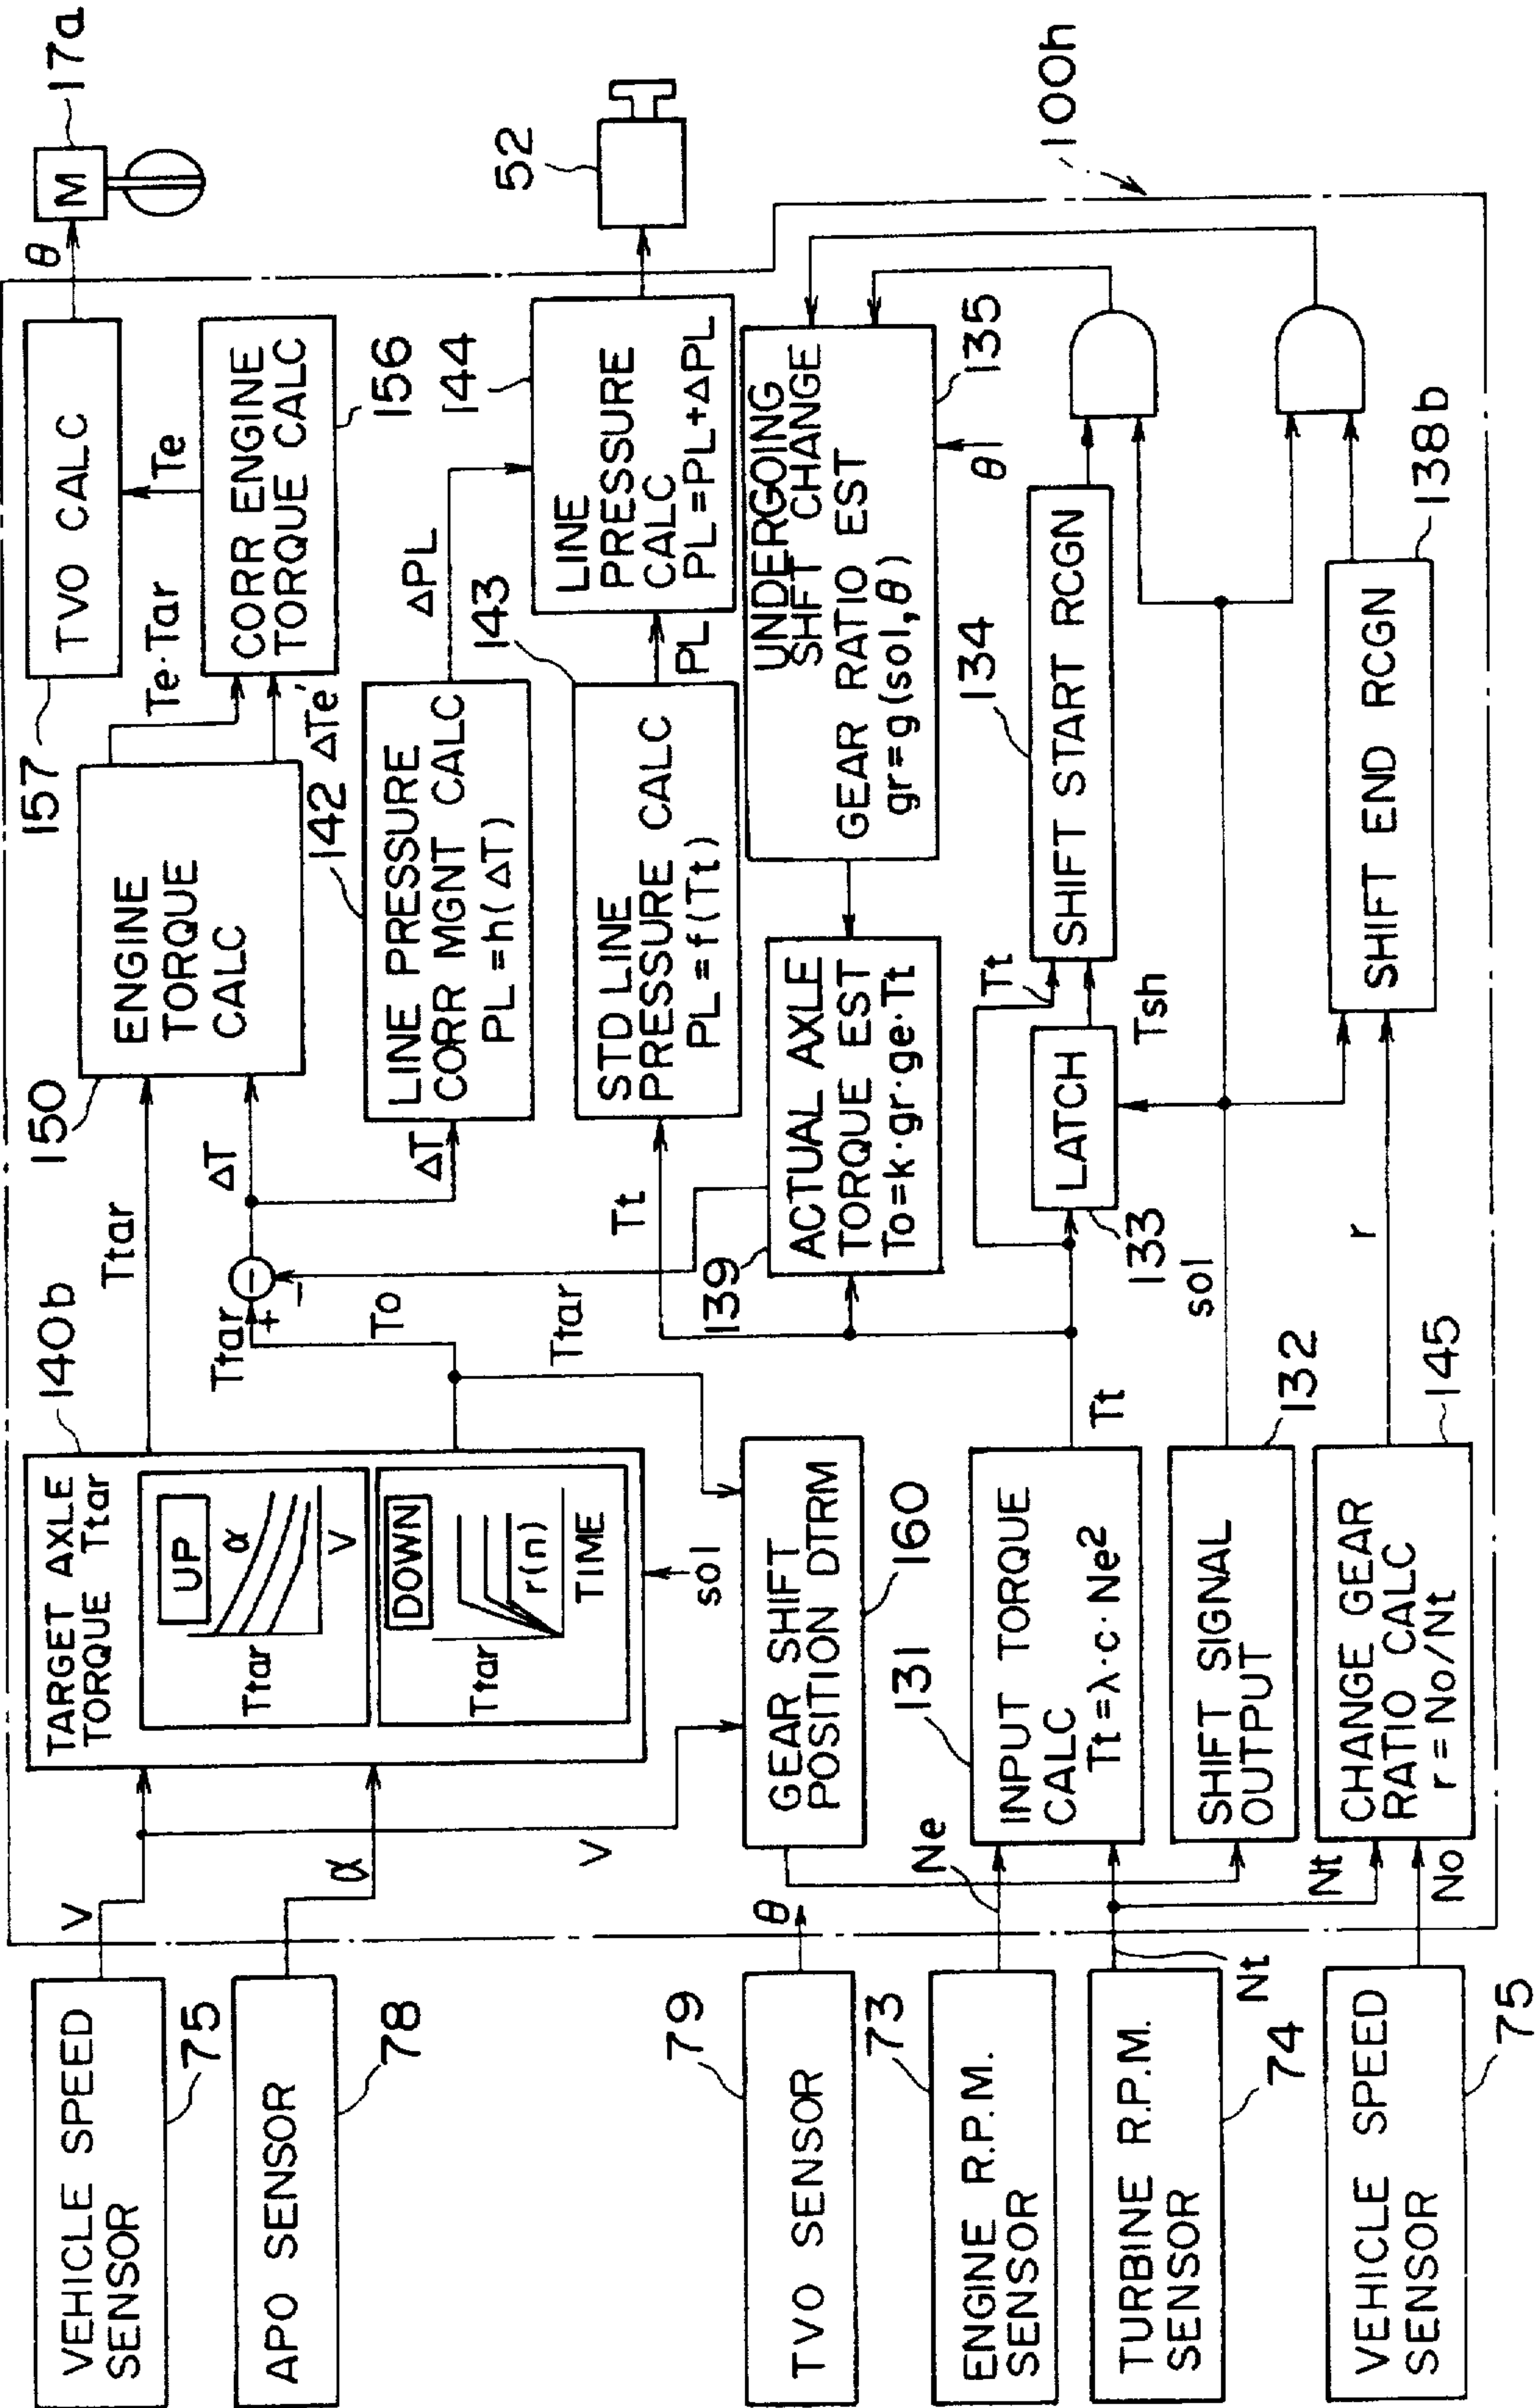 VEHICLE SPEED
SENSOR
75
APO SENSOR
78
TVO SENSOR
79
ENGINE R.P.M.
SENSOR
73
TURBINE R.P.M.
SENSOR
74
VEHICLE SPEED
SENSOR
75
V
α
V
θ
Ne
Nt
Nt
No
TARGET AXLE
TORQUE Ttar
UP
α
Ttar
V
DOWN
Ttar
r(n)
TIME
140b
sol
GEAR SHIFT
POSITION DTRM
160
INPUT TORQUE
CALC
Tt=λ·c·Ne2
131
SHIFT SIGNAL
OUTPUT
132
CHANGE GEAR
RATIO CALC
r=No/Nt
145
Ttar
Ttar
+
-
-
To
Ttar
ΔT
ΔT
Tt
Tt
sol
r
ENGINE
TORQUE
CALC
150
LINE PRESSURE
CORR MGNT CALC
PL=h(ΔT)
142
STD LINE
PRESSURE CALC
PL=f(Tt)
143
ACTUAL AXLE
TORQUE EST
To=k·gr·ge·Tt
139
LATCH
133
Tt
Tsh
Te·Tar
ΔTe'
ΔPL
PL
TVO CALC
157
Te
CORR ENGINE
TORQUE CALC
156
LINE
PRESSURE
CALC
PL=PL+ΔPL
144
UNDERGOING
SHFT CHANGE
GEAR RATIO EST
gr=g(sol,θ)
135
θ
SHIFT START RCGN
134
SHIFT END RCGN
138b
θ
M
17a
52
100h